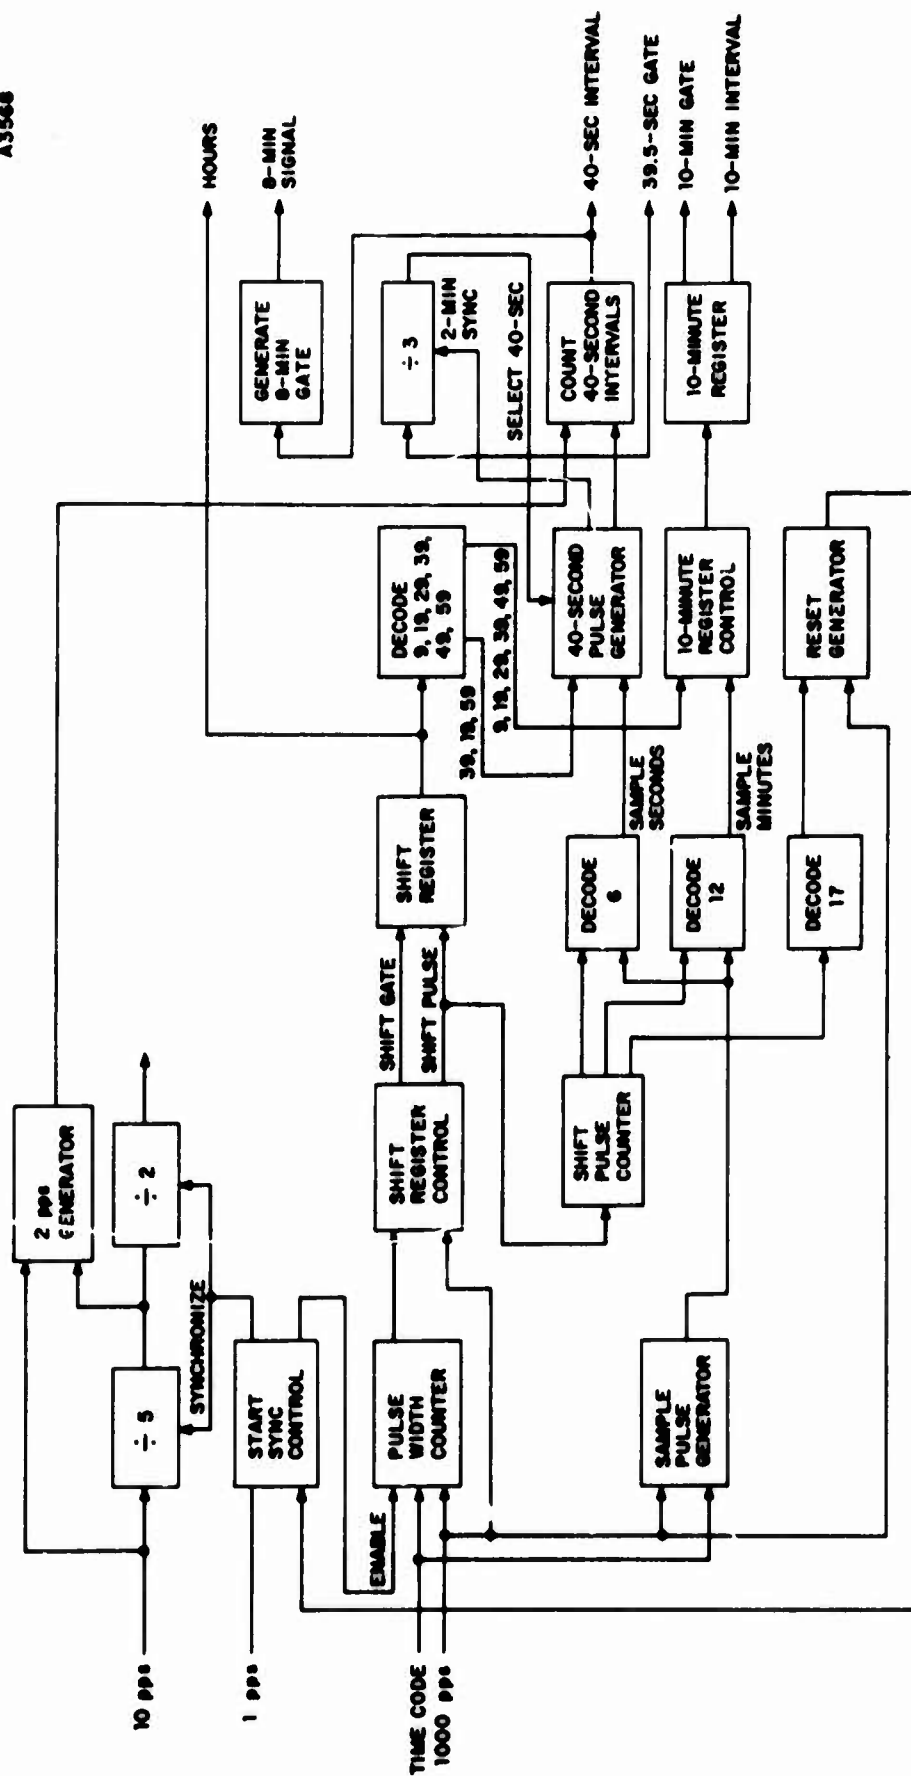 A3568
10 pps
÷ 5
2 pps
GENERATOR
÷ 2
SYNCHRONIZE
1 pps
START
SYNC
CONTROL
ENABLE
TIME CODE
1000 pps
PULSE
WIDTH
COUNTER
SHIFT
REGISTER
CONTROL
SHIFT GATE
SHIFT PULSE
SHIFT
REGISTER
DECODE
9, 19, 29, 39,
49, 59
39, 19, 59
9, 19, 29, 39, 49, 59
HOURS
GENERATE
8-MIN
GATE
8-MIN
SIGNAL
÷ 3
2-MIN
SYNC
SELECT 40-SEC
40-SECOND
PULSE
GENERATOR
COUNT
40-SECOND
INTERVALS
40-SEC INTERVAL
39.5-SEC GATE
SAMPLE
PULSE
GENERATOR
SHIFT
PULSE
COUNTER
DECODE
6
SAMPLE
SECONDS
DECODE
12
SAMPLE
MINUTES
10-MINUTE
REGISTER
CONTROL
10-MINUTE
REGISTER
10-MIN GATE
10-MIN INTERVAL
DECODE
17
RESET
GENERATOR